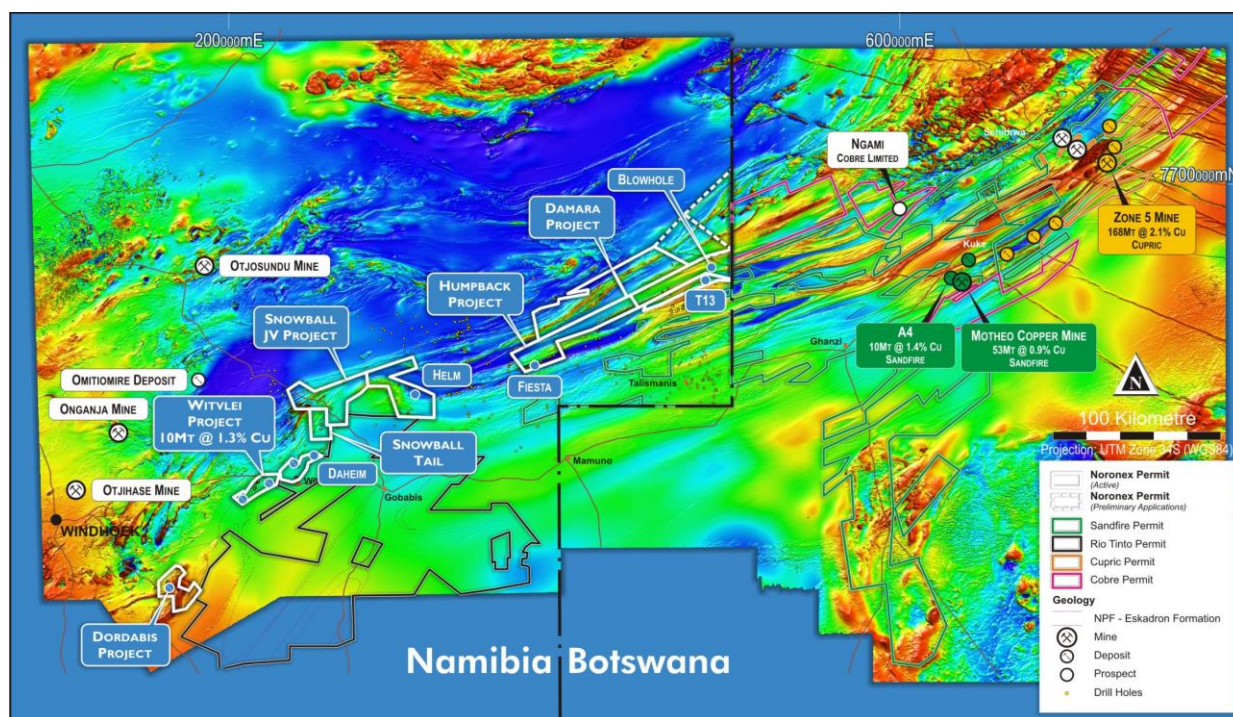 200000mE
600000mE
7700000mN
Sehithwa
NGAMI
COBRE LIMITED
BLOWHOLE
DAMARA
PROJECT
ZONE 5 MINE
168MT @ 2.1% CU
CUPRIC
Kuke
OTJOSUNDU MINE
HUMPBACK
PROJECT
T13
SNOWBALL
JV PROJECT
A4
10MT @ 1.4% CU
SANDFIRE
MOTHEO COPPER MINE
53MT @ 0.9% CU
SANDFIRE
Ghanzi
OMITIOMIRE DEPOSIT
HELM
FIESTA
Talismanis
N
ONGANJA MINE
WITVLEI
PROJECT
10MT @ 1.3% CU
SNOWBALL
TAIL
100 Kilometre
Projection: UTM Zone 34S (WGS84)
DAHEIM
Mamuno
Gobabis
OTJIHASE MINE
WINDHOEK
DORDABIS
PROJECT
Namibia Botswana
Noronex Permit
(Active)
Noronex Permit
(Preliminary Applications)
Sandfire Permit
Rio Tinto Permit
Cupric Permit
Cobre Permit
Geology
NPF - Eskadron Formation
Mine
Deposit
Prospect
Drill Holes